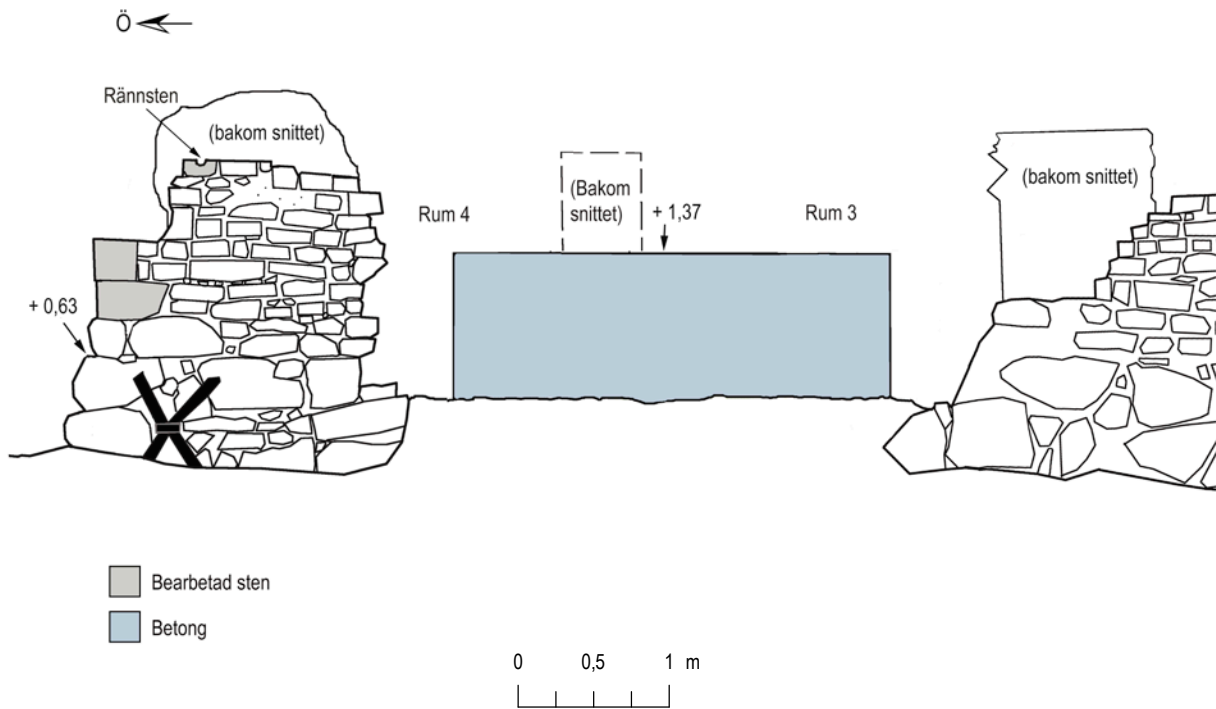 Ö
Rännsten
(bakom snittet)
(Bakom
snittet)
(bakom snittet)
Rum 4
+ 1,37
Rum 3
+ 0,63
Bearbetad sten
Betong
0 0,5 1 m